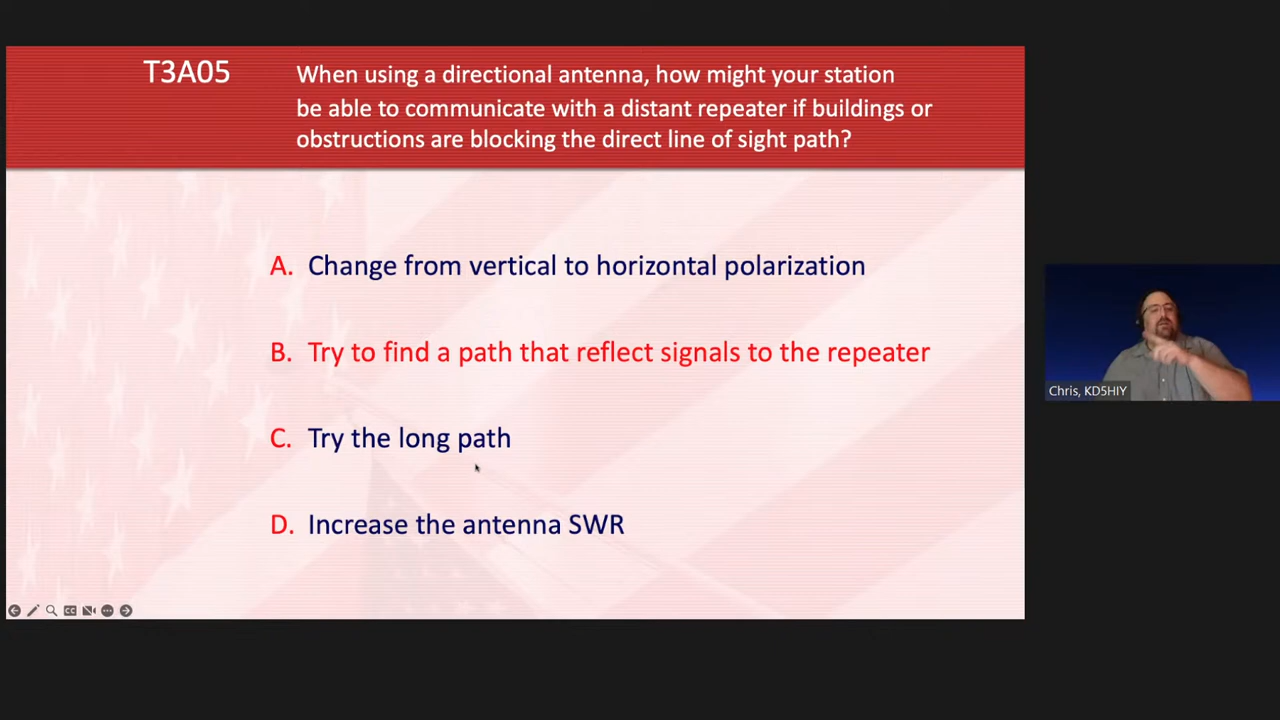 T3A05
When using a directional antenna, how might your station
be able to communicate with a distant repeater if buildings or
obstructions are blocking the direct line of sight path?
A. Change from vertical to horizontal polarization
B. Try to find a path that reflect signals to the repeater
C. Try the long path
D. Increase the antenna SWR
Chris, KD5HIY
CC